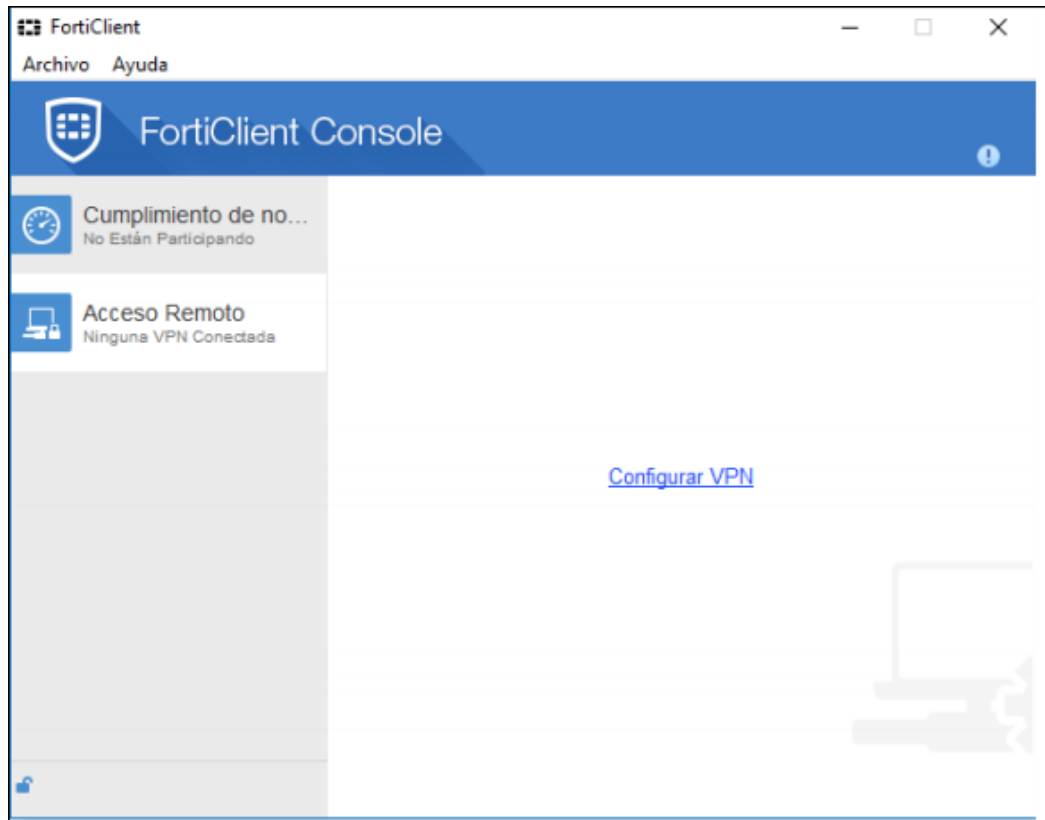 FortiClient
Archivo Ayuda
FortiClient Console
Cumplimiento de no...
No Están Participando
Acceso Remoto
Ninguna VPN Conectada
Configurar VPN